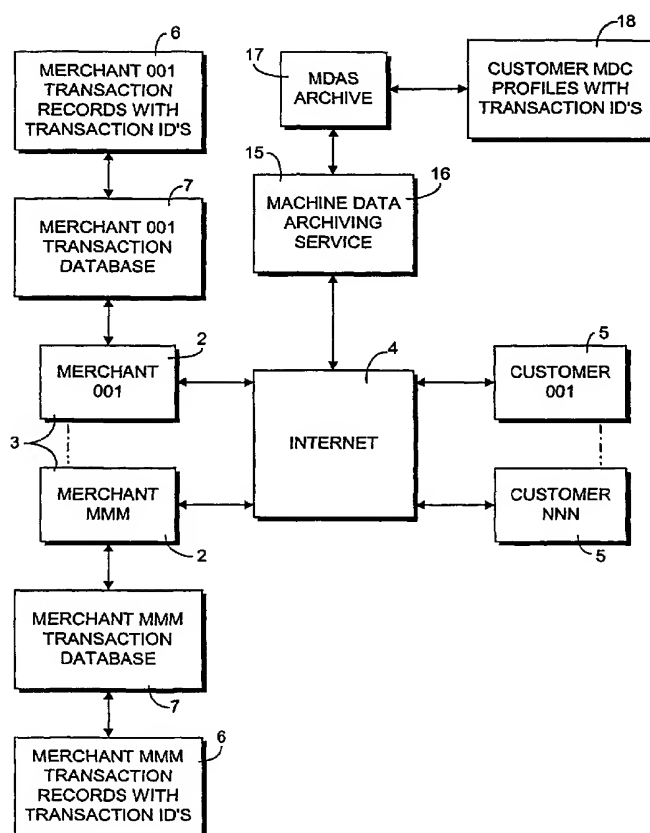 6
MERCHANT 001
TRANSACTION
RECORDS WITH
TRANSACTION ID'S
17
MDAS
ARCHIVE
18
CUSTOMER MDC
PROFILES WITH
TRANSACTION ID'S
7
MERCHANT 001
TRANSACTION
DATABASE
15
16
MACHINE DATA
ARCHIVING
SERVICE
2
MERCHANT
001
4
INTERNET
5
CUSTOMER
001
3
MERCHANT
MMM
2
CUSTOMER
NNN
5
MERCHANT MMM
TRANSACTION
DATABASE
7
6
MERCHANT MMM
TRANSACTION
RECORDS WITH
TRANSACTION ID'S